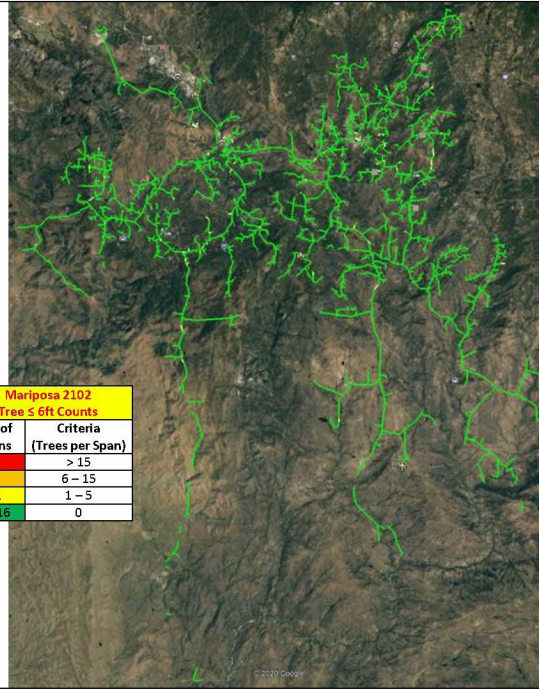 Mariposa 2102
Tree ≤ 6ft Counts
of Criteria
ns (Trees per Span)
> 15
6 – 15
1 – 5
16 0
© 2020 Google